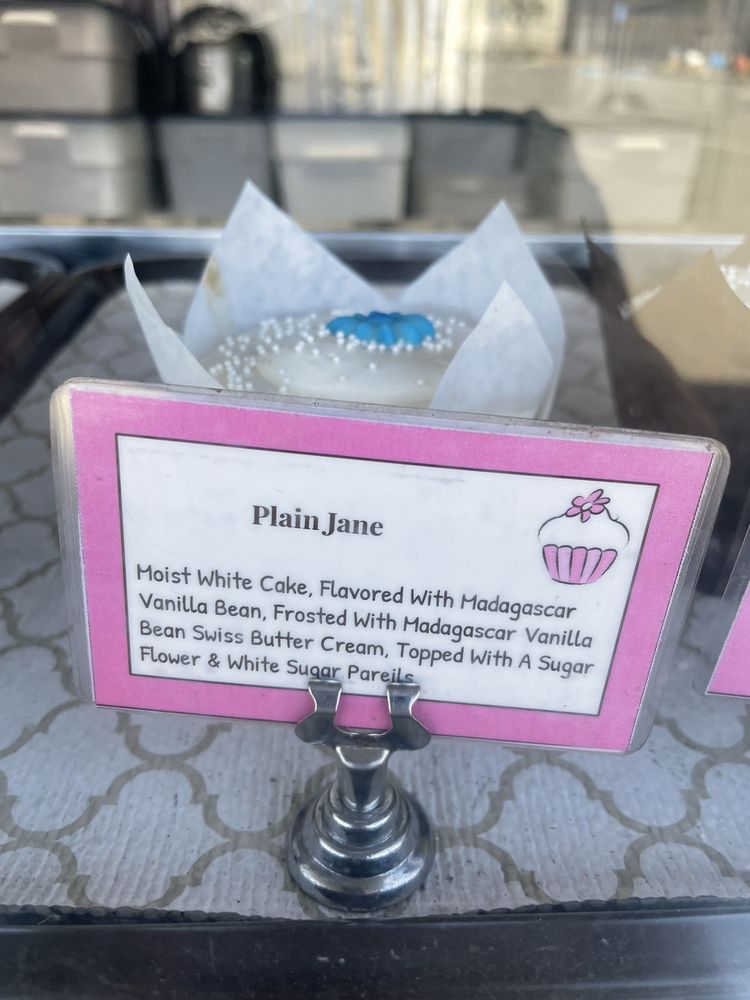 Plain Jane
Moist White Cake, Flavored With Madagascar
Vanilla Bean, Frosted With Madagascar Vanilla
Bean Swiss Butter Cream, Topped With A Sugar
Flower & White Sugar Pareils